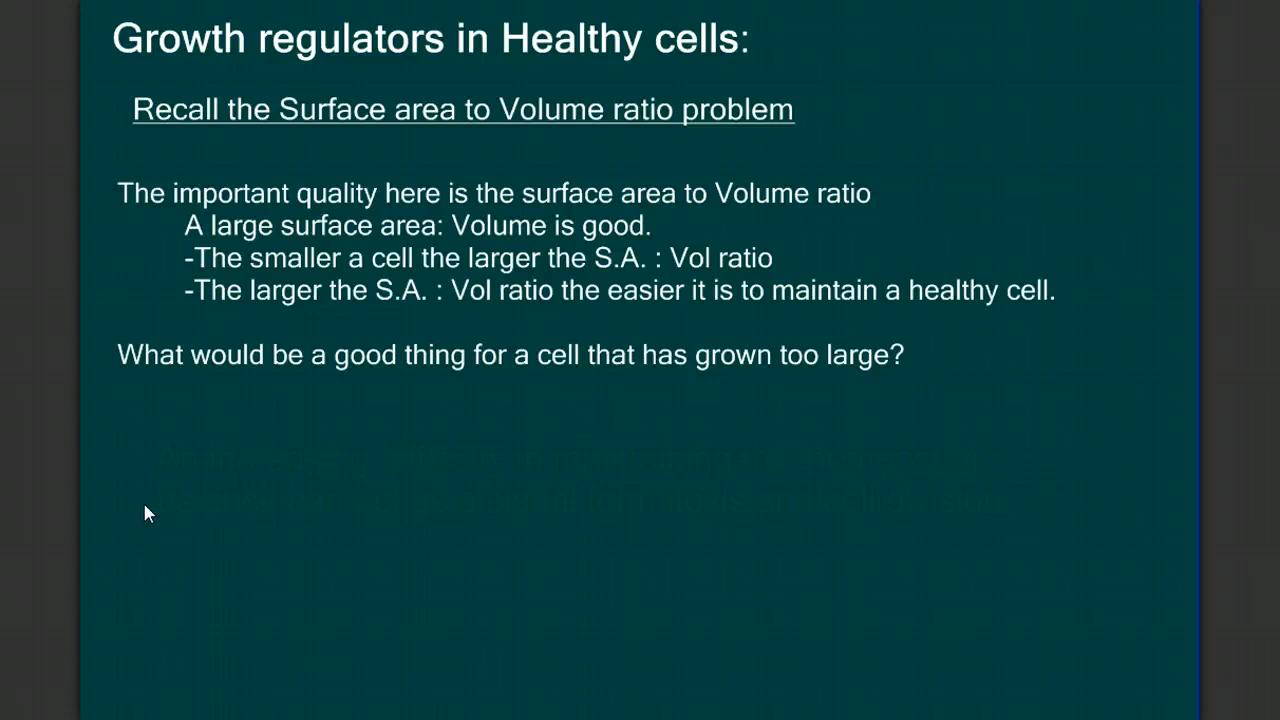 Growth regulators in Healthy cells:
Recall the Surface area to Volume ratio problem
The important quality here is the surface area to Volume ratio
A large surface area: Volume is good.
-The smaller a cell the larger the S.A. : Vol ratio
-The larger the S.A. : Vol ratio the easier it is to maintain a healthy cell.
What would be a good thing for a cell that has grown too large?